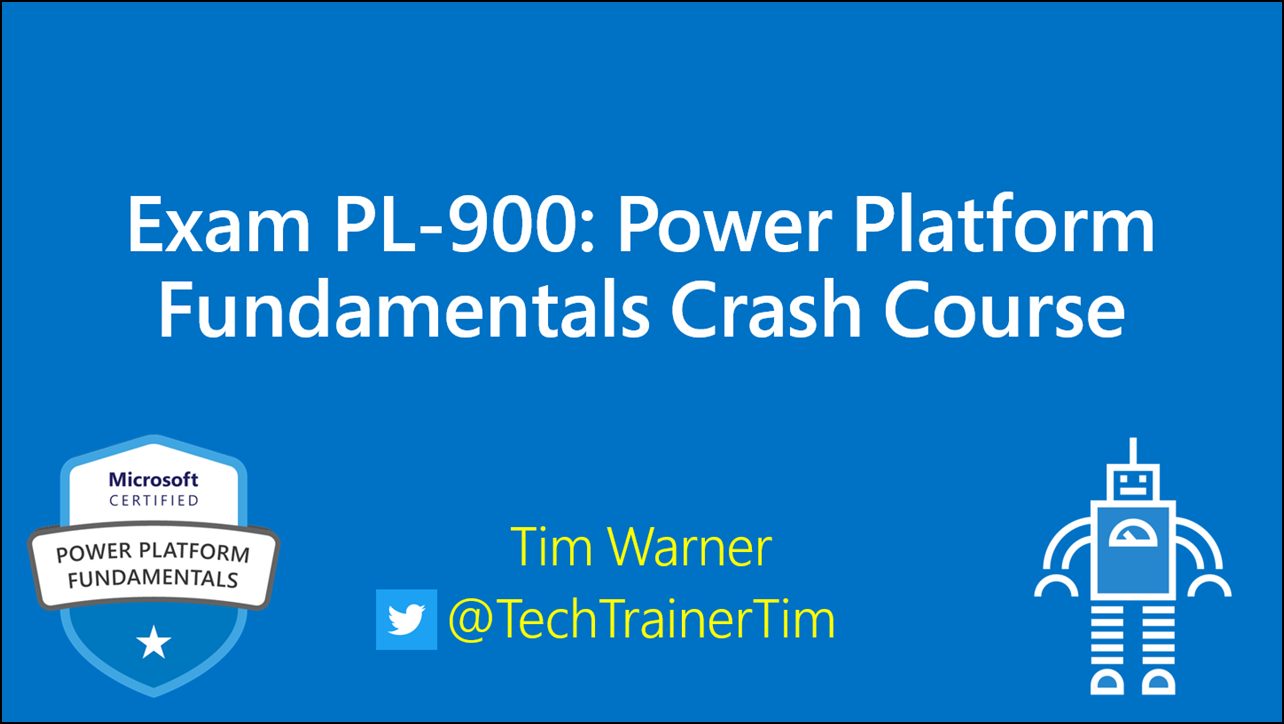 Exam PL-900: Power Platform
Fundamentals Crash Course
Microsoft
CERTIFIED
POWER PLATFORM
FUNDAMENTALS
Tim Warner
@TechTrainerTim